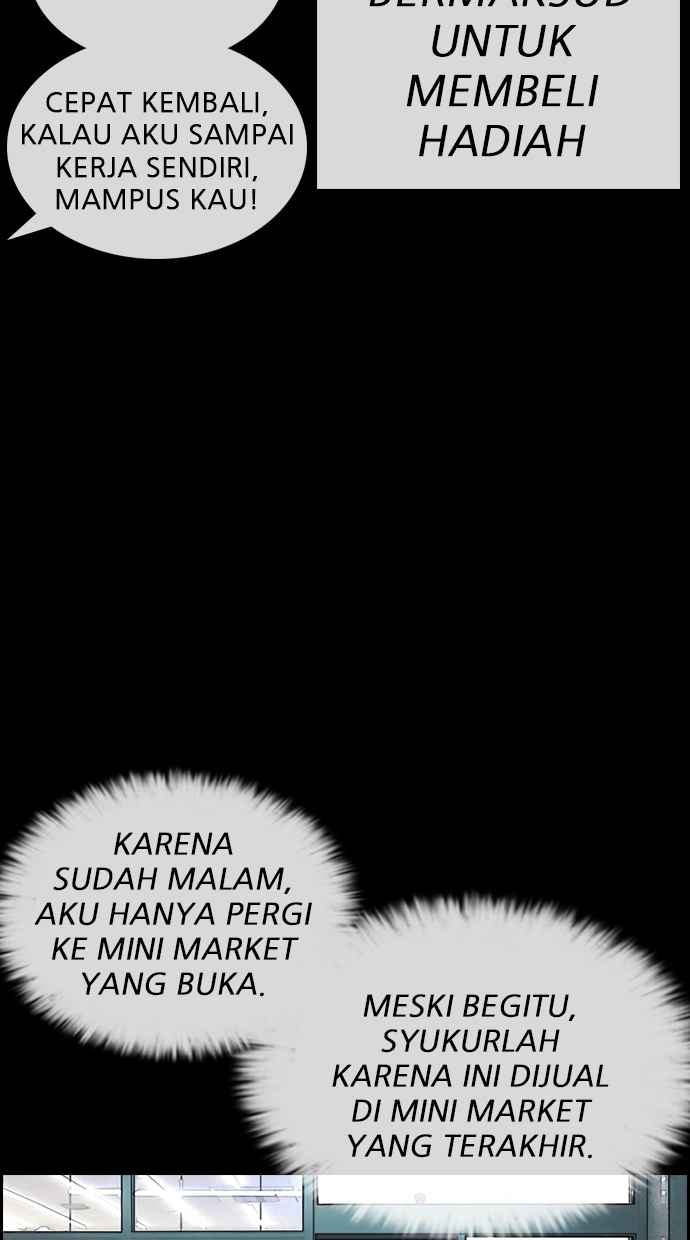 BERMAKSUD
UNTUK
MEMBELI
HADIAH
CEPAT KEMBALI,
KALAU AKU SAMPAI
KERJA SENDIRI,
MAMPUS KAU!
KARENA
SUDAH MALAM,
AKU HANYA PERGI
KE MINI MARKET
YANG BUKA.
MESKI BEGITU,
SYUKURLAH
KARENA INI DIJUAL
DI MINI MARKET
YANG TERAKHIR.